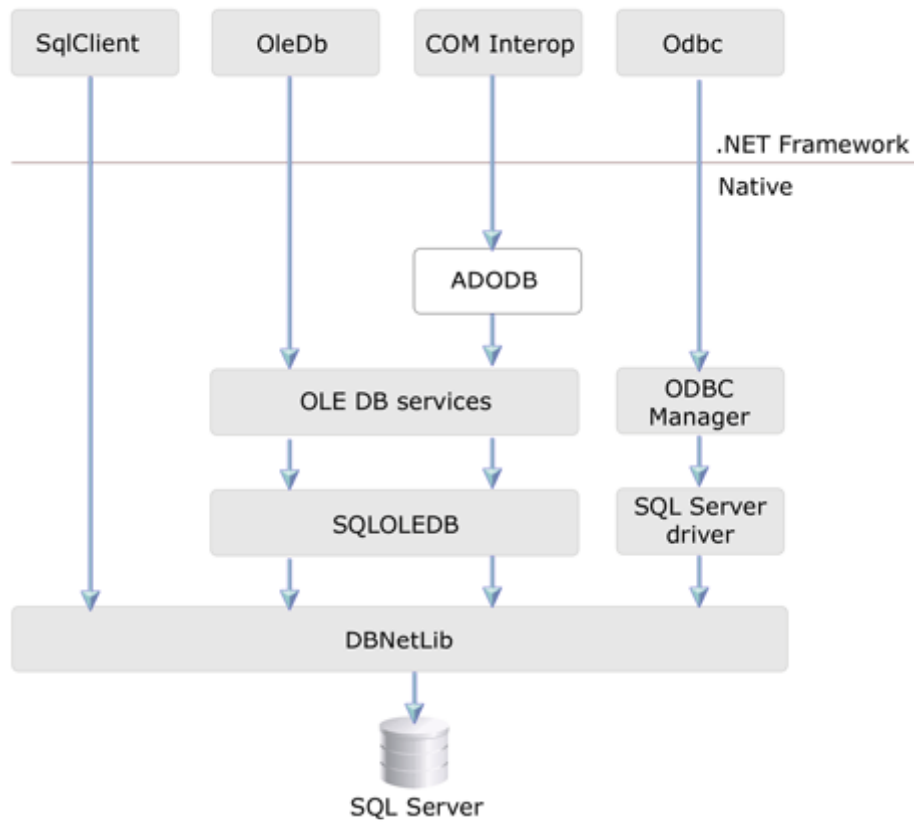 SqlClient
OleDb
COM Interop
Odbc
.NET Framework
Native
ADODB
OLE DB services
ODBC
Manager
SQLOLEDB
SQL Server
driver
DBNetLib
SQL Server